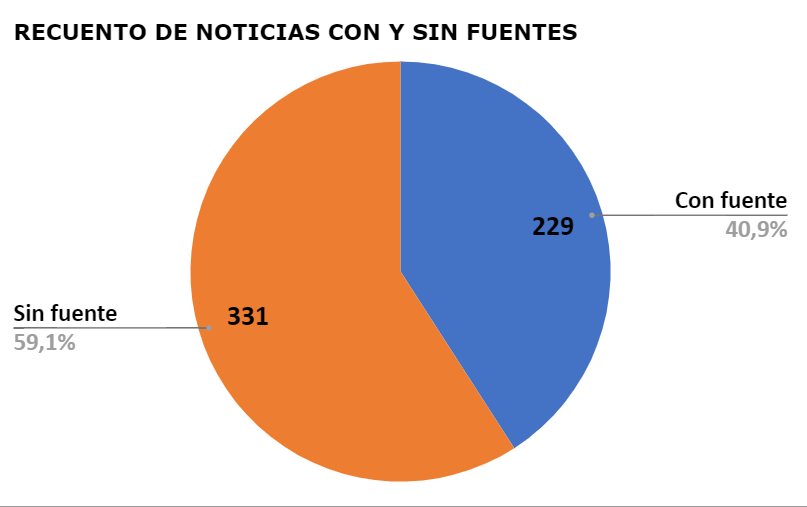 RECUENTO DE NOTICIAS CON Y SIN FUENTES
Con fuente
40,9%
229
331
Sin fuente
59,1%